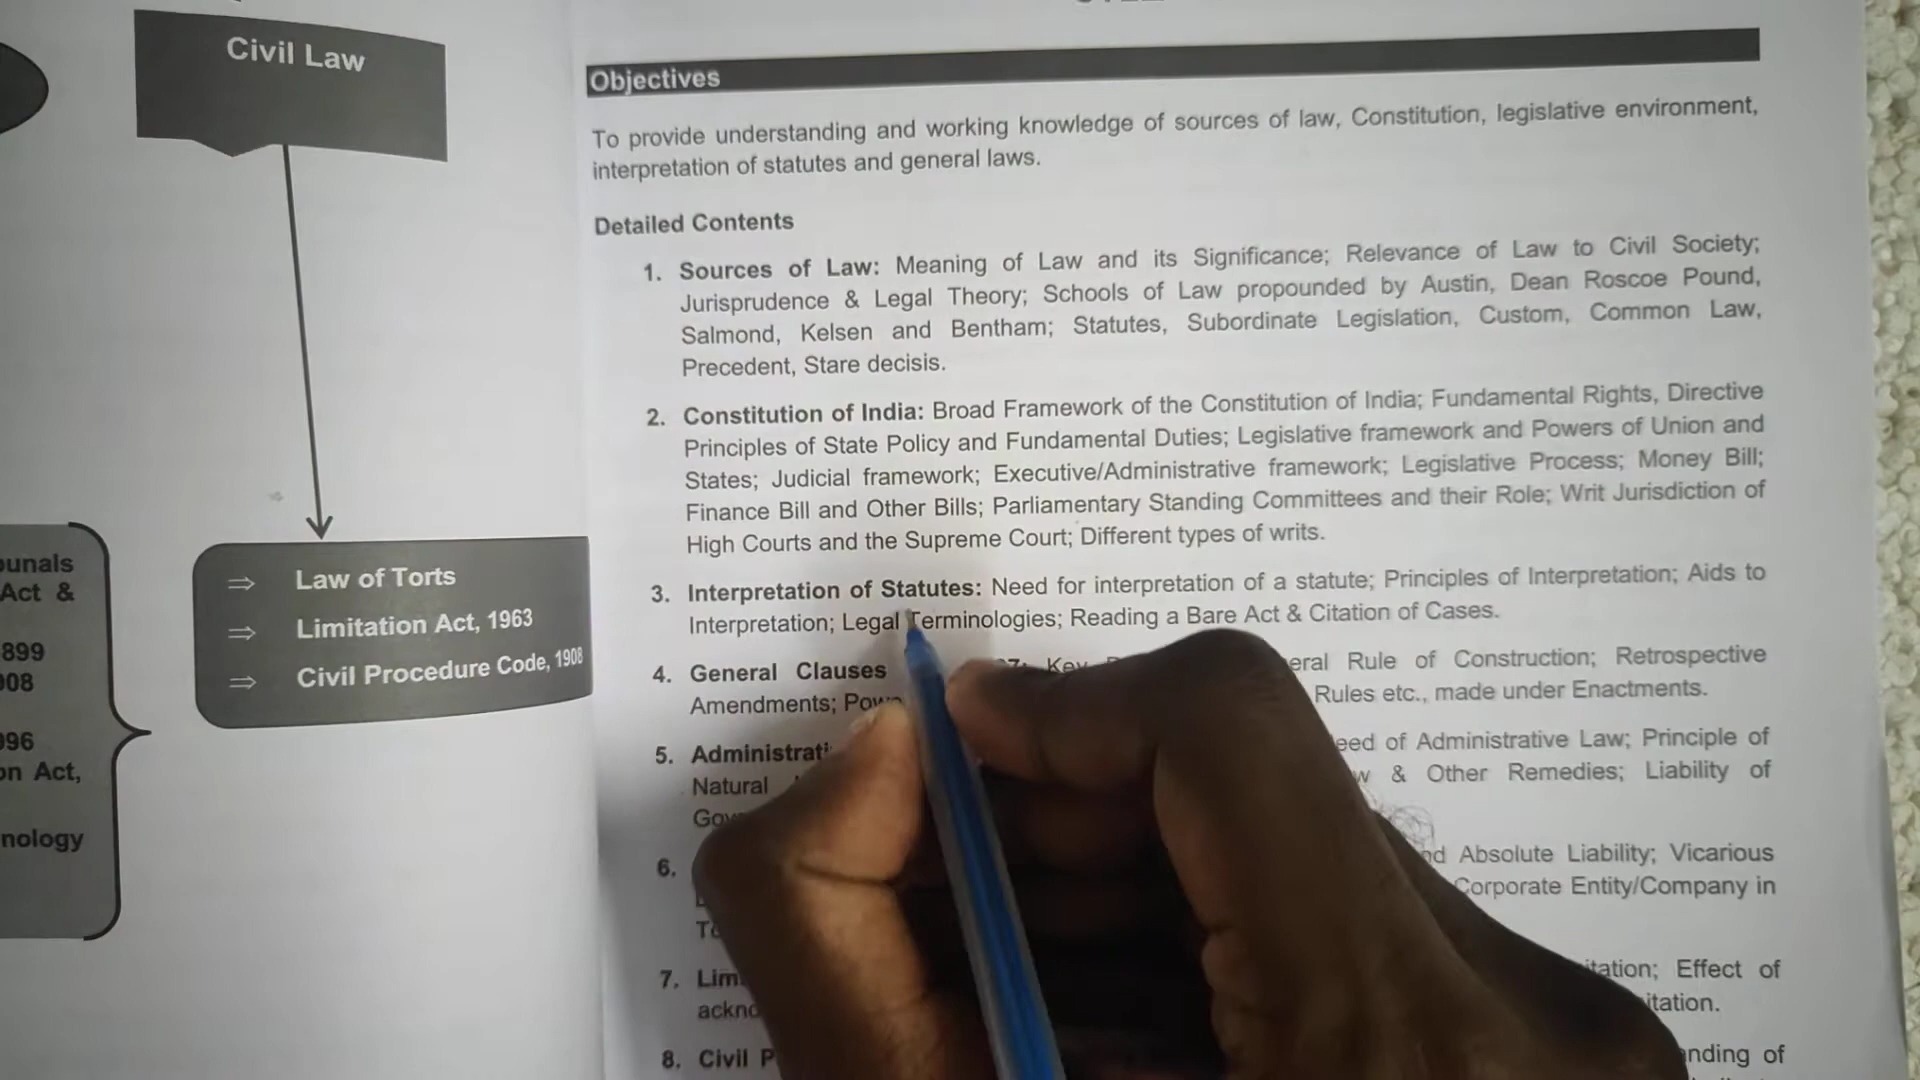 Civil Law
Law of Torts
Limitation Act, 1963
Civil Procedure Code, 1908
Act &
899
908
996
Act,
Objectives
To provide understanding and working knowledge of sources of law, Constitution, legislative environment,
interpretation of statutes and general laws.
Detailed Contents
1. Sources of Law: Meaning of Law and its Significance; Relevance of Law to Civil Society;
Jurisprudence & Legal Theory; Schools of Law propounded by Austin, Dean Roscoe Pound,
Salmond, Kelsen and Bentham; Statutes, Subordinate Legislation, Custom, Common Law,
Precedent, Stare decisis.
2. Constitution of India: Broad Framework of the Constitution of India; Fundamental Rights, Directive
Principles of State Policy and Fundamental Duties; Legislative framework and Powers of Union and
States; Judicial framework; Executive/Administrative framework; Legislative Process; Money Bill;
Finance Bill and Other Bills; Parliamentary Standing Committees and their Role; Writ Jurisdiction of
High Courts and the Supreme Court; Different types of writs.
3. Interpretation of Statutes: Need for interpretation of a statute; Principles of Interpretation; Aids to
Interpretation; Legal Terminologies; Reading a Bare Act & Citation of Cases.
4. General Clauses Key Rule of Construction; Retrospective
Amendments; Rules etc., made under Enactments.
5. of Administrative Law; Principle of
Natural & Other Remedies; Liability of
6. Absolute Liability; Vicarious
Corporate Entity/Company in
7. Effect of
8. Civil of